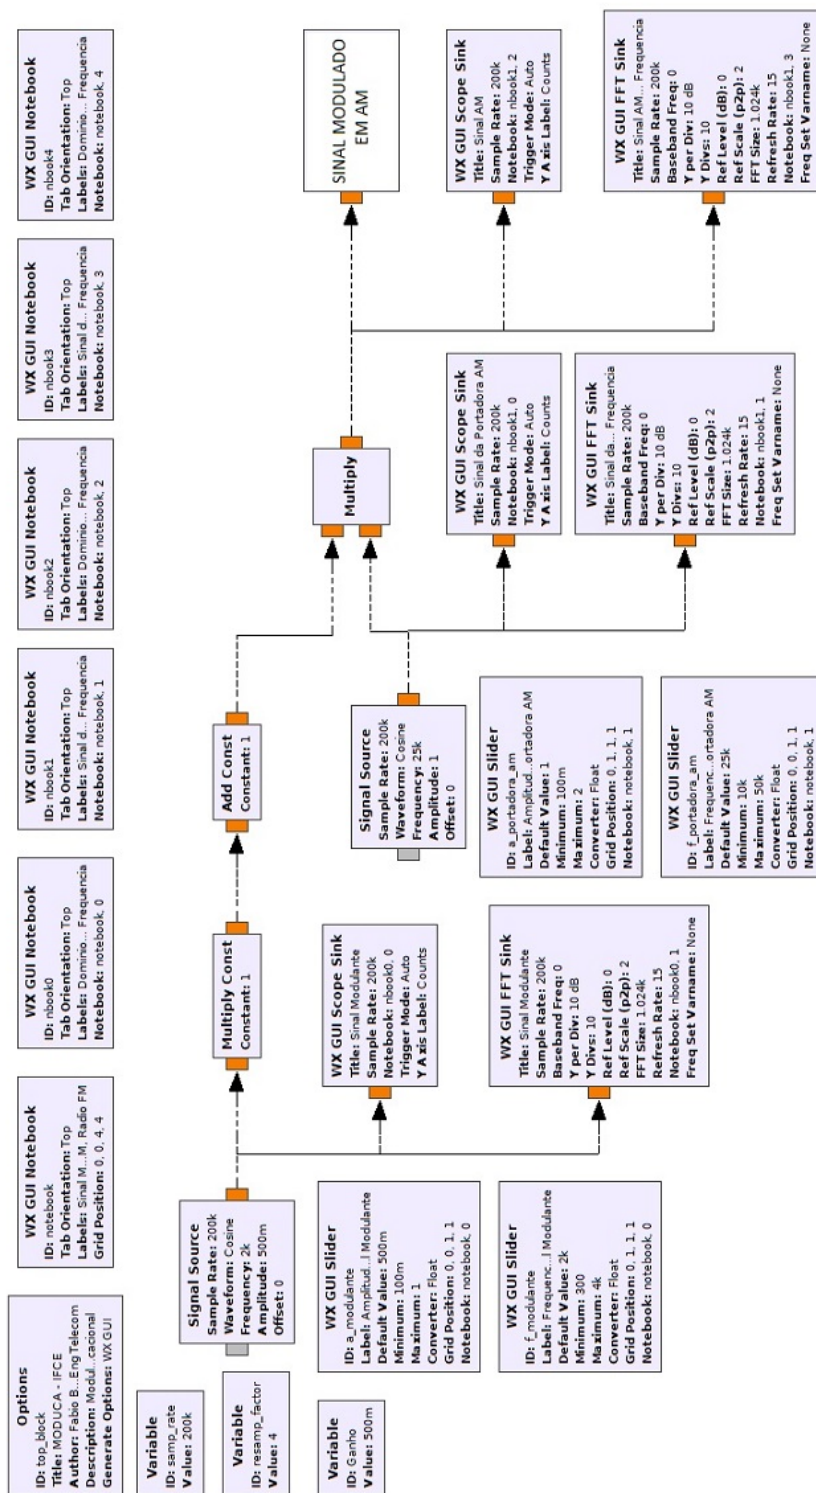 Options
ID: top_block
Title: MODUCA - IFCE
Author: Fabio B...Eng Telecom
Description: Modul...cacional
Generate Options: WX GUI
WX GUI Notebook
ID: notebook
Tab Orientation: Top
Labels: Sinal M...M, Radio FM
Grid Position: 0, 0, 4, 4
WX GUI Notebook
ID: nbook0
Tab Orientation: Top
Labels: Dominio... Frequencia
Notebook: notebook, 0
WX GUI Notebook
ID: nbook1
Tab Orientation: Top
Labels: Sinal d... Frequencia
Notebook: notebook, 1
WX GUI Notebook
ID: nbook2
Tab Orientation: Top
Labels: Dominio... Frequencia
Notebook: notebook, 2
WX GUI Notebook
ID: nbook3
Tab Orientation: Top
Labels: Sinal d... Frequencia
Notebook: notebook, 3
WX GUI Notebook
ID: nbook4
Tab Orientation: Top
Labels: Dominio... Frequencia
Notebook: notebook, 4
Variable
ID: samp_rate
Value: 200k
Variable
ID: resamp_factor
Value: 4
Variable
ID: Ganho
Value: 500m
Signal Source
Sample Rate: 200k
Waveform: Cosine
Frequency: 2k
Amplitude: 500m
Offset: 0
Multiply Const
Constant: 1
Add Const
Constant: 1
Multiply
SINAL MODULADO
EM AM
WX GUI Slider
ID: a_modulante
Label: Amplitud...l Modulante
Default Value: 500m
Minimum: 100m
Maximum: 1
Converter: Float
Grid Position: 0, 0, 1, 1
Notebook: notebook, 0
WX GUI Scope Sink
Title: Sinal Modulante
Sample Rate: 200k
Notebook: nbook0, 0
Trigger Mode: Auto
Y Axis Label: Counts
Signal Source
Sample Rate: 200k
Waveform: Cosine
Frequency: 25k
Amplitude: 1
Offset: 0
WX GUI Scope Sink
Title: Sinal da Portadora AM
Sample Rate: 200k
Notebook: nbook1, 0
Trigger Mode: Auto
Y Axis Label: Counts
WX GUI Scope Sink
Title: Sinal AM
Sample Rate: 200k
Notebook: nbook1, 2
Trigger Mode: Auto
Y Axis Label: Counts
WX GUI Slider
ID: f_modulante
Label: Frequenc...l Modulante
Default Value: 2k
Minimum: 300
Maximum: 4k
Converter: Float
Grid Position: 0, 1, 1, 1
Notebook: notebook, 0
WX GUI FFT Sink
Title: Sinal Modulante
Sample Rate: 200k
Baseband Freq: 0
Y per Div: 10 dB
Y Divs: 10
Ref Level (dB): 0
Ref Scale (p2p): 2
FFT Size: 1.024k
Refresh Rate: 15
Notebook: nbook0, 1
Freq Set Varname: None
WX GUI Slider
ID: a_portadora_am
Label: Amplitud...ortadora AM
Default Value: 1
Minimum: 100m
Maximum: 2
Converter: Float
Grid Position: 0, 1, 1, 1
Notebook: notebook, 1
WX GUI Slider
ID: f_portadora_am
Label: Frequenc...ortadora AM
Default Value: 25k
Minimum: 10k
Maximum: 50k
Converter: Float
Grid Position: 0, 0, 1, 1
Notebook: notebook, 1
WX GUI FFT Sink
Title: Sinal da... Frequencia
Sample Rate: 200k
Baseband Freq: 0
Y per Div: 10 dB
Y Divs: 10
Ref Level (dB): 0
Ref Scale (p2p): 2
FFT Size: 1.024k
Refresh Rate: 15
Notebook: nbook1, 1
Freq Set Varname: None
WX GUI FFT Sink
Title: Sinal AM... Frequencia
Sample Rate: 200k
Baseband Freq: 0
Y per Div: 10 dB
Y Divs: 10
Ref Level (dB): 0
Ref Scale (p2p): 2
FFT Size: 1.024k
Refresh Rate: 15
Notebook: nbook1, 3
Freq Set Varname: None